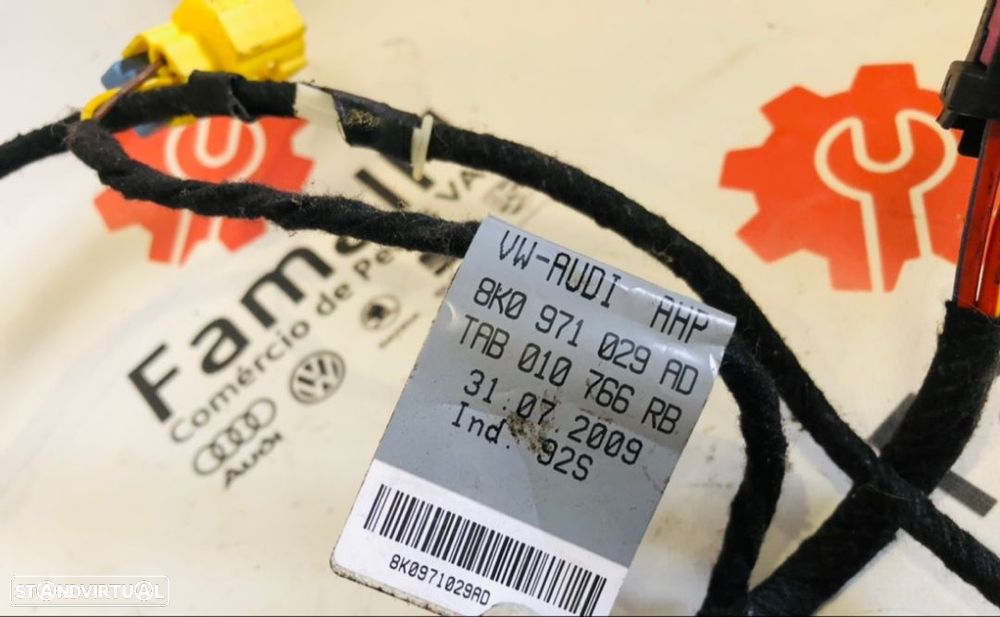 VW-AUDI AHP
8K0 971 029 AD
TAB 010 766 RB
31.07.2009
Ind. 92S
8K0971029AD
Comércio de
Audi
STANDVIRTUAL